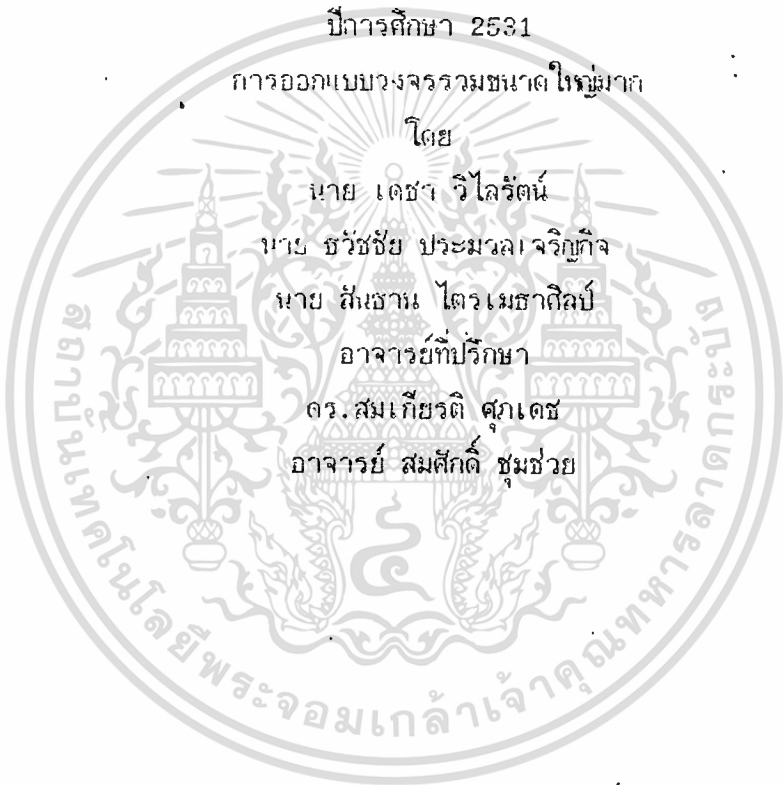 ปีการศึกษา 2531
การออกแบบวงจรรวมขนาดใหญ่มาก
โดย
นาย เดชา วิไลรัตน์
นาย ธวัชชัย ประมวลเจริญกิจ
นาย สันธาน ไตรเมธาศิลป์
อาจารย์ที่ปรึกษา
ดร.สมเกียรติ ศุภเดช
อาจารย์ สมศักดิ์ ชุมช่วย
สถาบันเทคโนโลยีพระจอมเกล้าเจ้าคุณทหารลาดกระบัง